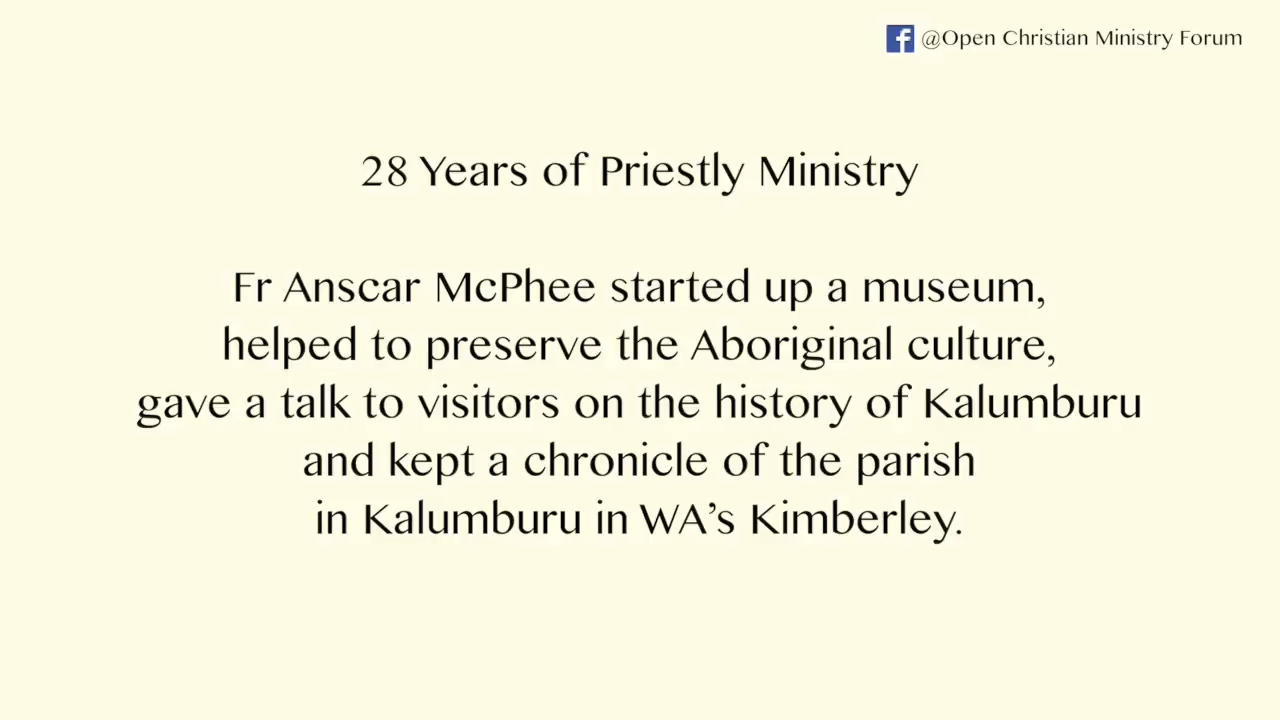 @Open Christian Ministry Forum
28 Years of Priestly Ministry
Fr Anscar McPhee started up a museum,
helped to preserve the Aboriginal culture,
gave a talk to visitors on the history of Kalumburu
and kept a chronicle of the parish
in Kalumburu in WA’s Kimberley.